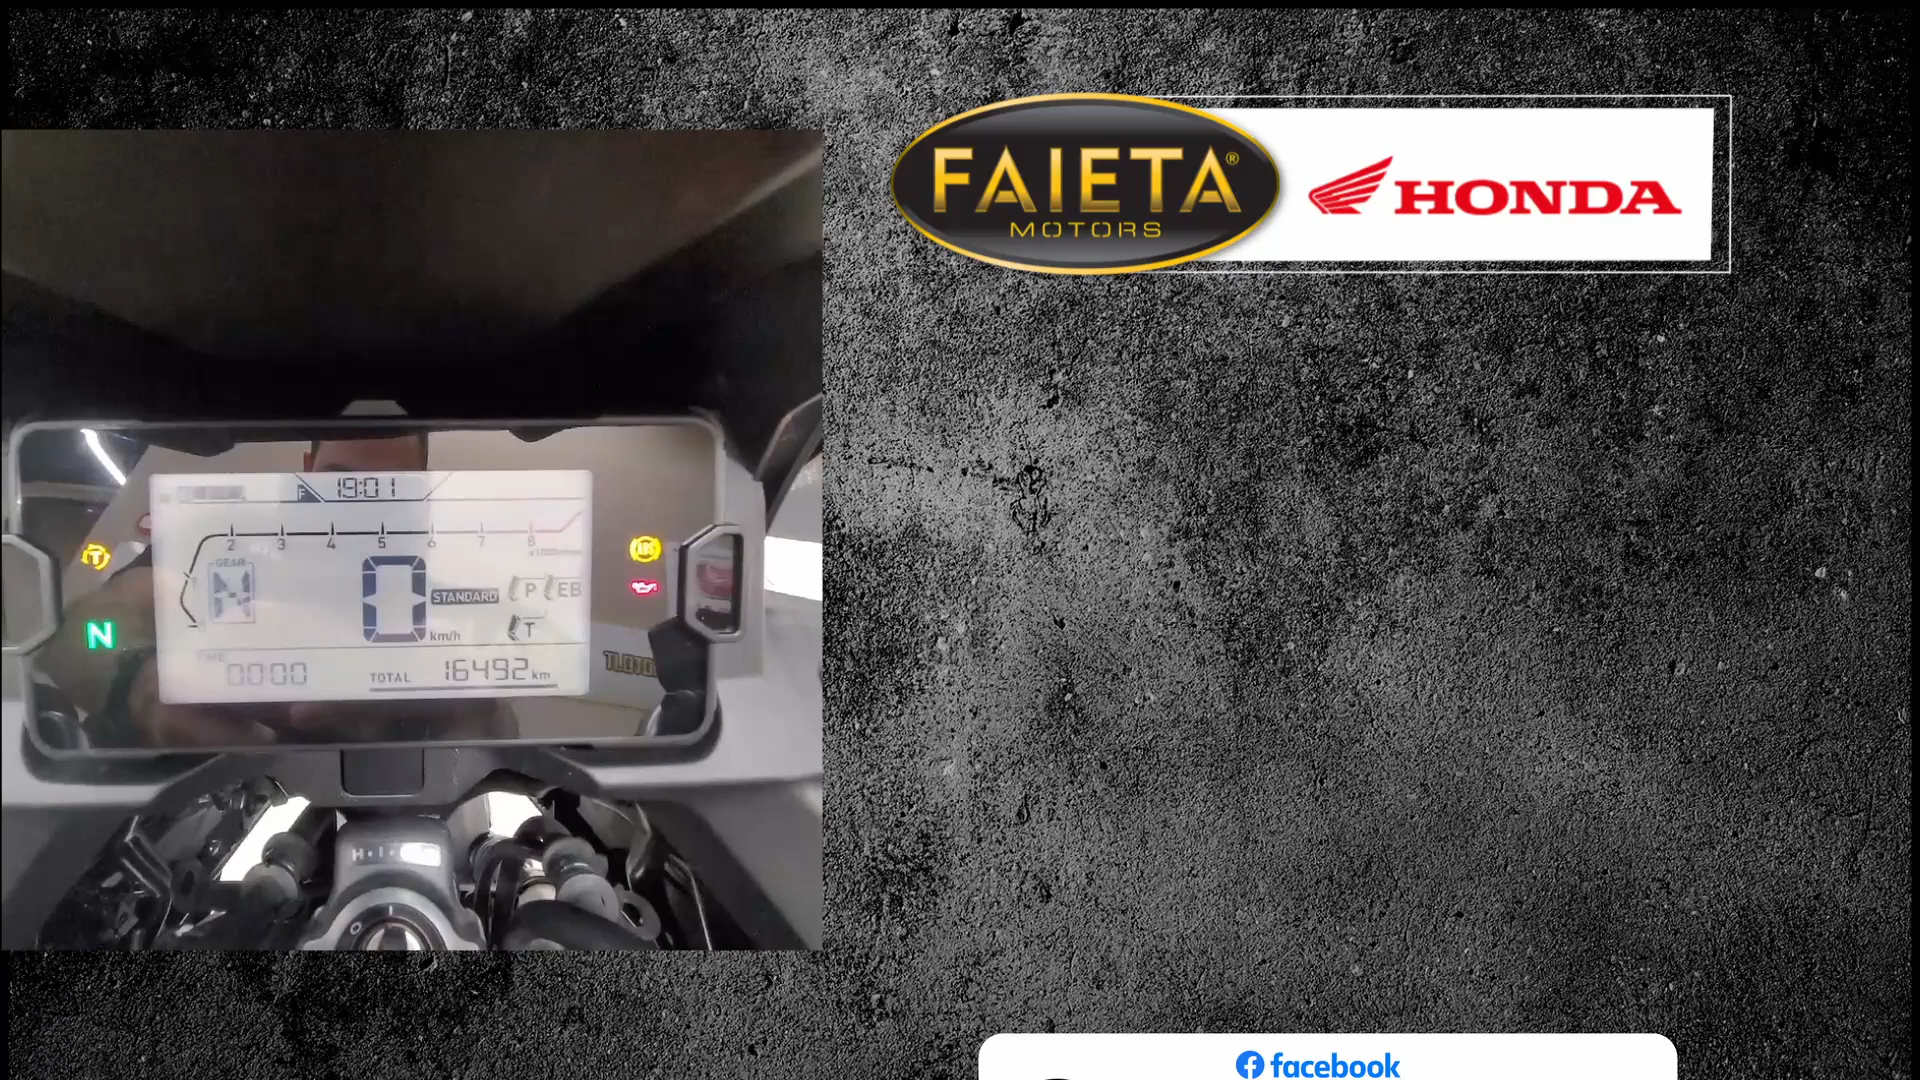 FAIETA®
MOTORS
HONDA
F
19:01
2 3 4 5 6 7 8
GEAR
N
0
km/h
STANDARD
P
EB
T
N
TIME
00:00
TOTAL 16492 km
facebook